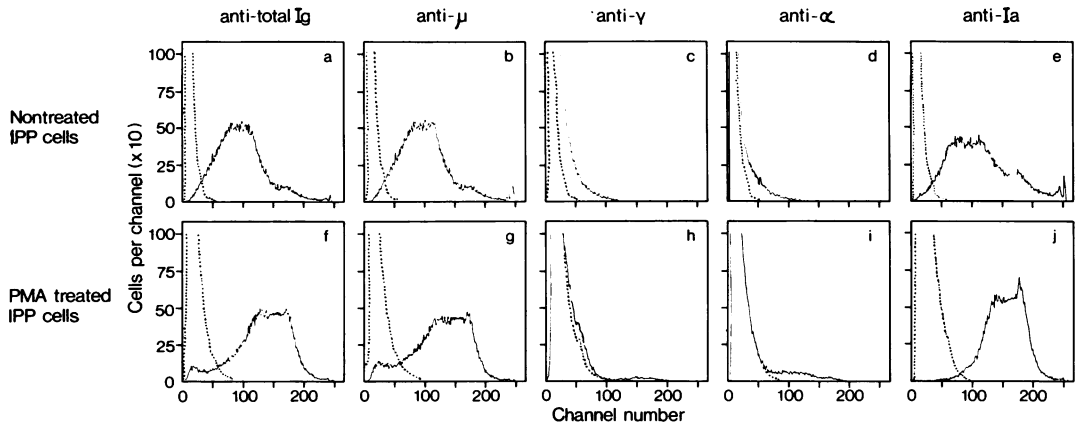 anti-total Ig anti-μ anti-γ anti-α anti-Ia
Nontreated
IPP cells
PMA treated
IPP cells
Cells per channel (x 10)
100
75
50
25
0
a
b
c
d
e
100
75
50
25
0
f
g
h
i
j
0 100 200 0 100 200 0 100 200 0 100 200 0 100 200
Channel number